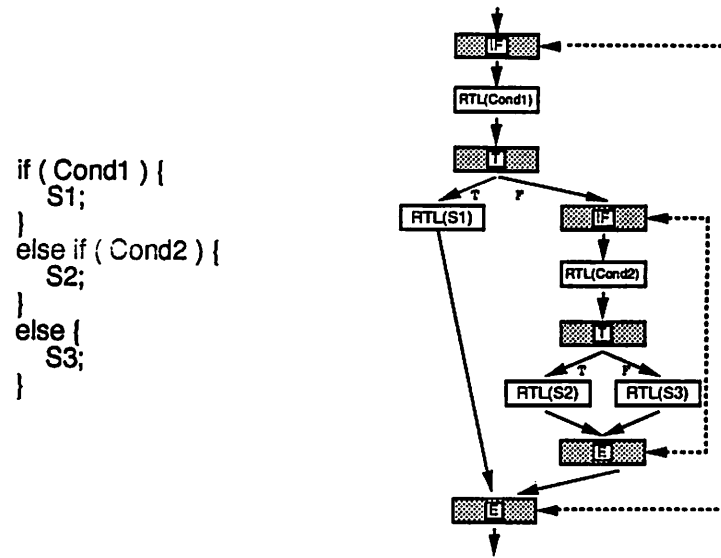 if ( Cond1 ) {
S1;
}
else if ( Cond2 ) {
S2;
}
else {
S3;
}
IF
RTL(Cond1)
T
T F
RTL(S1) IF
RTL(Cond2)
T
T F
RTL(S2) RTL(S3)
E
E